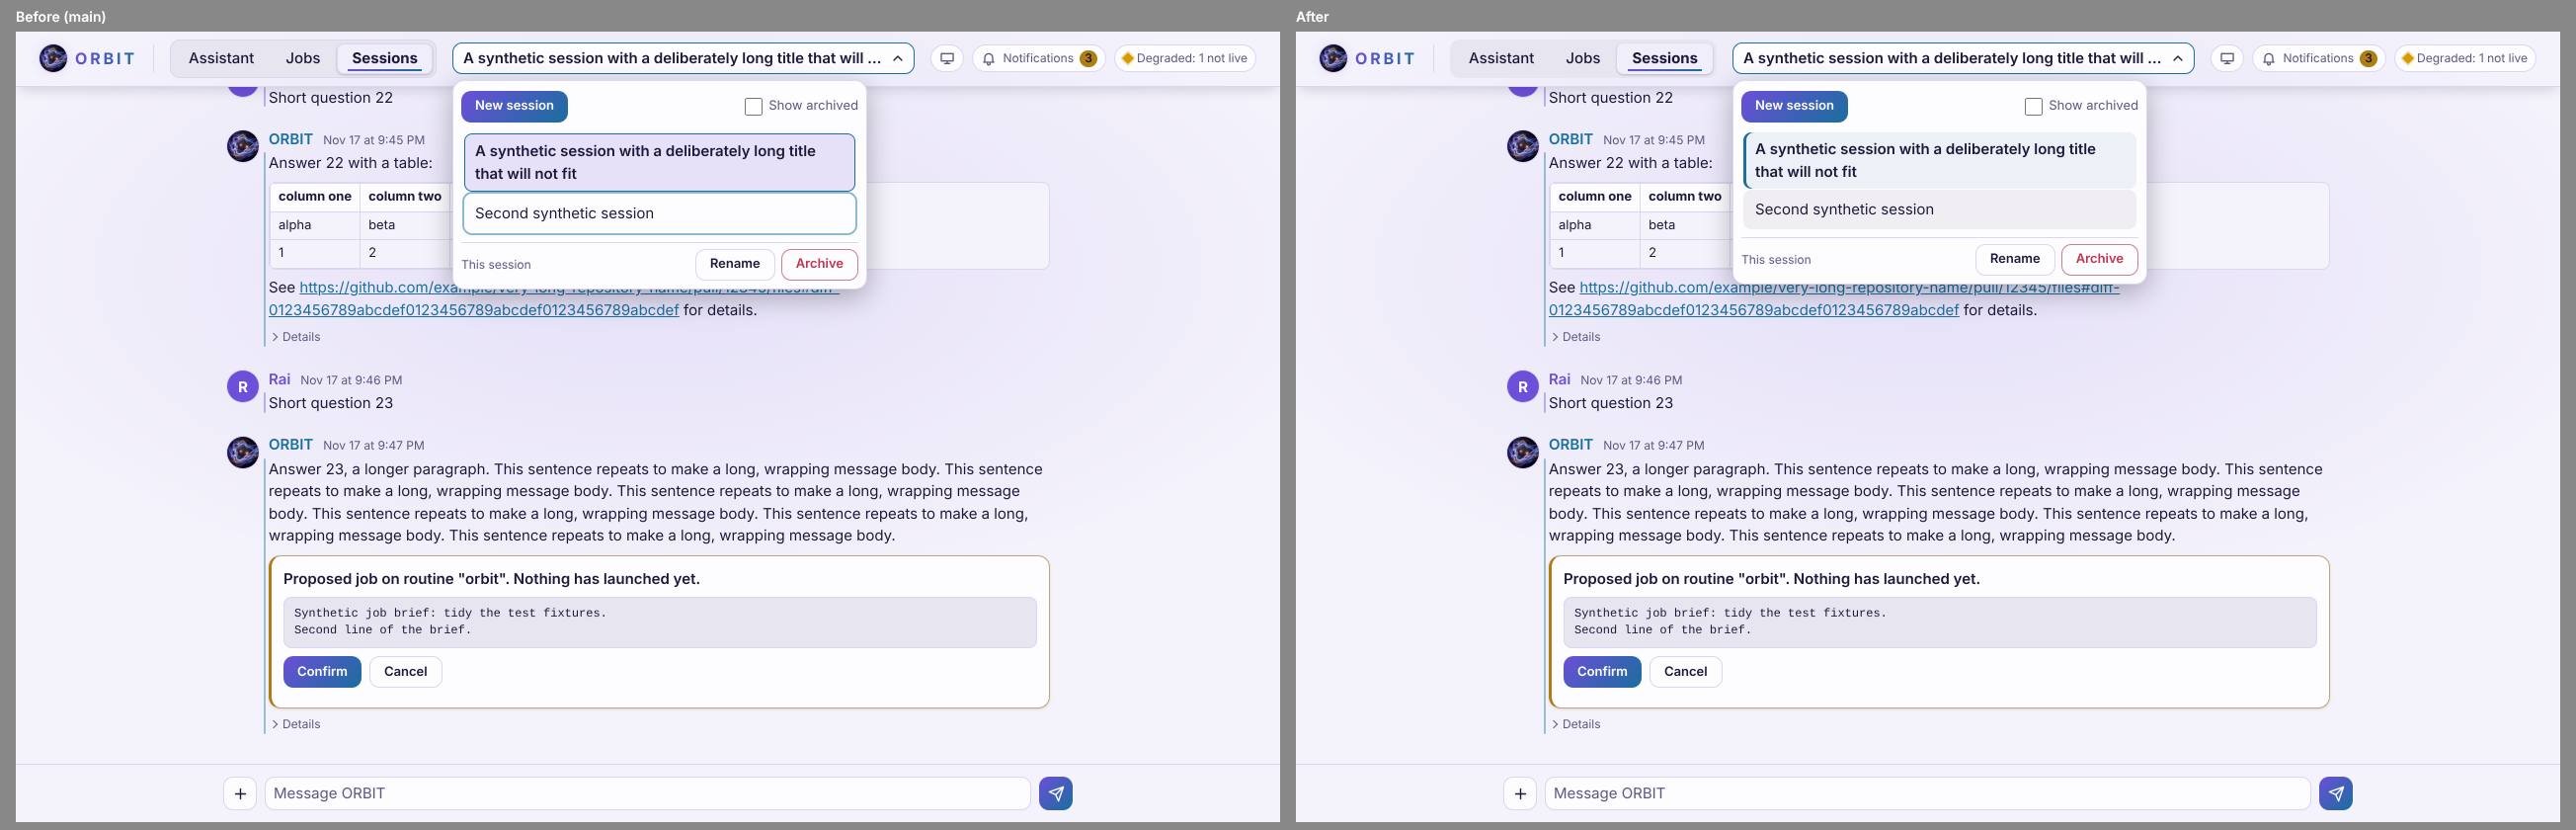 Before (main)
ORBIT
Assistant
Jobs
Sessions
A synthetic session with a deliberately long title that will ...
Notifications 3
Degraded: 1 not live
New session
Show archived
A synthetic session with a deliberately long title
that will not fit
Second synthetic session
This session
Rename
Archive
Short question 22
ORBIT Nov 17 at 9:45 PM
Answer 22 with a table:
column one column two
alpha beta
1 2
See https://github.com/example/very-long-repository-name/pull/12345/files#diff-
0123456789abcdef0123456789abcdef0123456789abcdef for details.
Details
R
Rai Nov 17 at 9:46 PM
Short question 23
ORBIT Nov 17 at 9:47 PM
Answer 23, a longer paragraph. This sentence repeats to make a long, wrapping message body. This sentence
repeats to make a long, wrapping message body. This sentence repeats to make a long, wrapping message
body. This sentence repeats to make a long, wrapping message body. This sentence repeats to make a long,
wrapping message body. This sentence repeats to make a long, wrapping message body.
Proposed job on routine "orbit". Nothing has launched yet.
Synthetic job brief: tidy the test fixtures.
Second line of the brief.
Confirm
Cancel
Details
Message ORBIT
After
ORBIT
Assistant
Jobs
Sessions
A synthetic session with a deliberately long title that will ...
Notifications 3
Degraded: 1 not live
New session
Show archived
A synthetic session with a deliberately long title
that will not fit
Second synthetic session
This session
Rename
Archive
Short question 22
ORBIT Nov 17 at 9:45 PM
Answer 22 with a table:
column one column two
alpha beta
1 2
See https://github.com/example/very-long-repository-name/pull/12345/files#diff-
0123456789abcdef0123456789abcdef0123456789abcdef for details.
Details
R
Rai Nov 17 at 9:46 PM
Short question 23
ORBIT Nov 17 at 9:47 PM
Answer 23, a longer paragraph. This sentence repeats to make a long, wrapping message body. This sentence
repeats to make a long, wrapping message body. This sentence repeats to make a long, wrapping message
body. This sentence repeats to make a long, wrapping message body. This sentence repeats to make a long,
wrapping message body. This sentence repeats to make a long, wrapping message body.
Proposed job on routine "orbit". Nothing has launched yet.
Synthetic job brief: tidy the test fixtures.
Second line of the brief.
Confirm
Cancel
Details
Message ORBIT